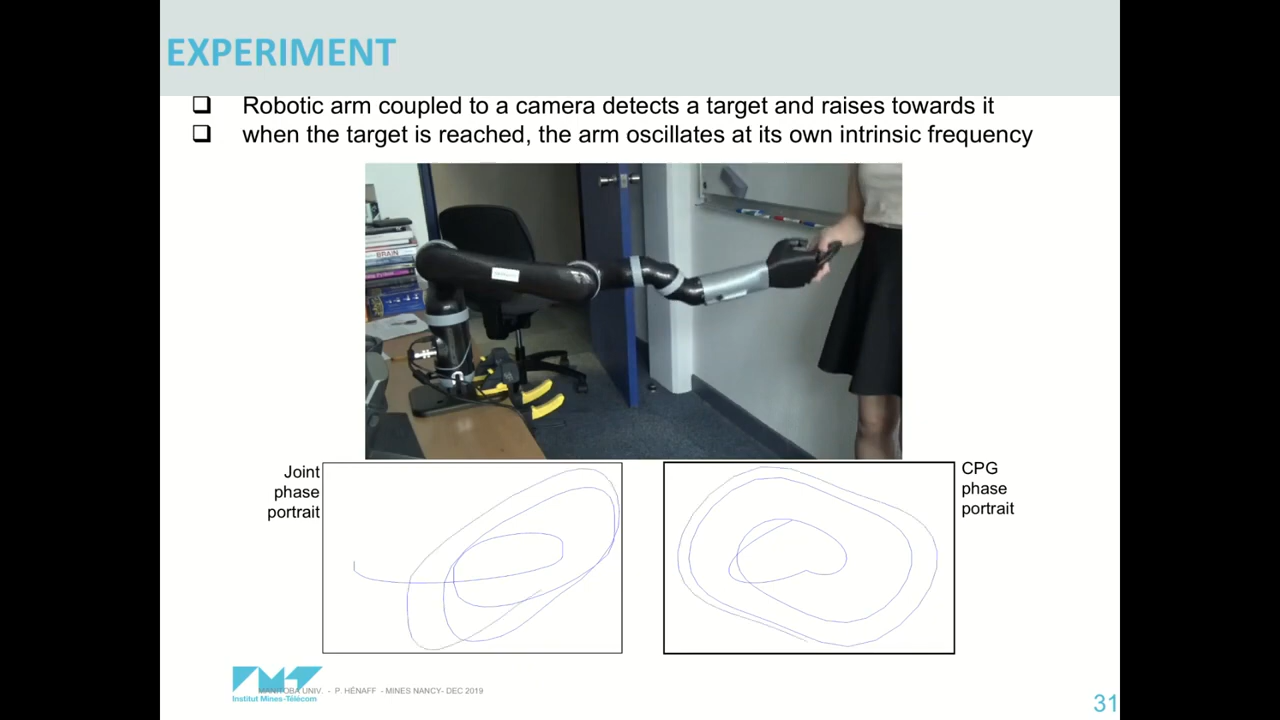 EXPERIMENT
Robotic arm coupled to a camera detects a target and raises towards it
when the target is reached, the arm oscillates at its own intrinsic frequency
BRAIN
Joint
phase
portrait
CPG
phase
portrait
Institut Mines-Télécom
MANITOBA UNIV. - P. HÉNAFF - MINES NANCY- DEC 2019
31